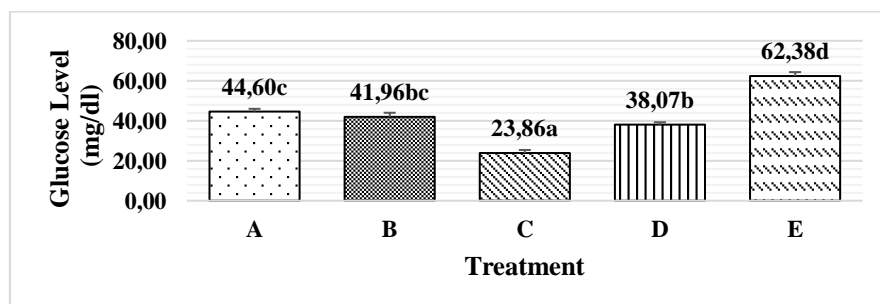 Glucose Level
(mg/dl)
80,00
60,00
40,00
20,00
0,00
44,60c
41,96bc
23,86a
38,07b
62,38d
A B C D E
Treatment